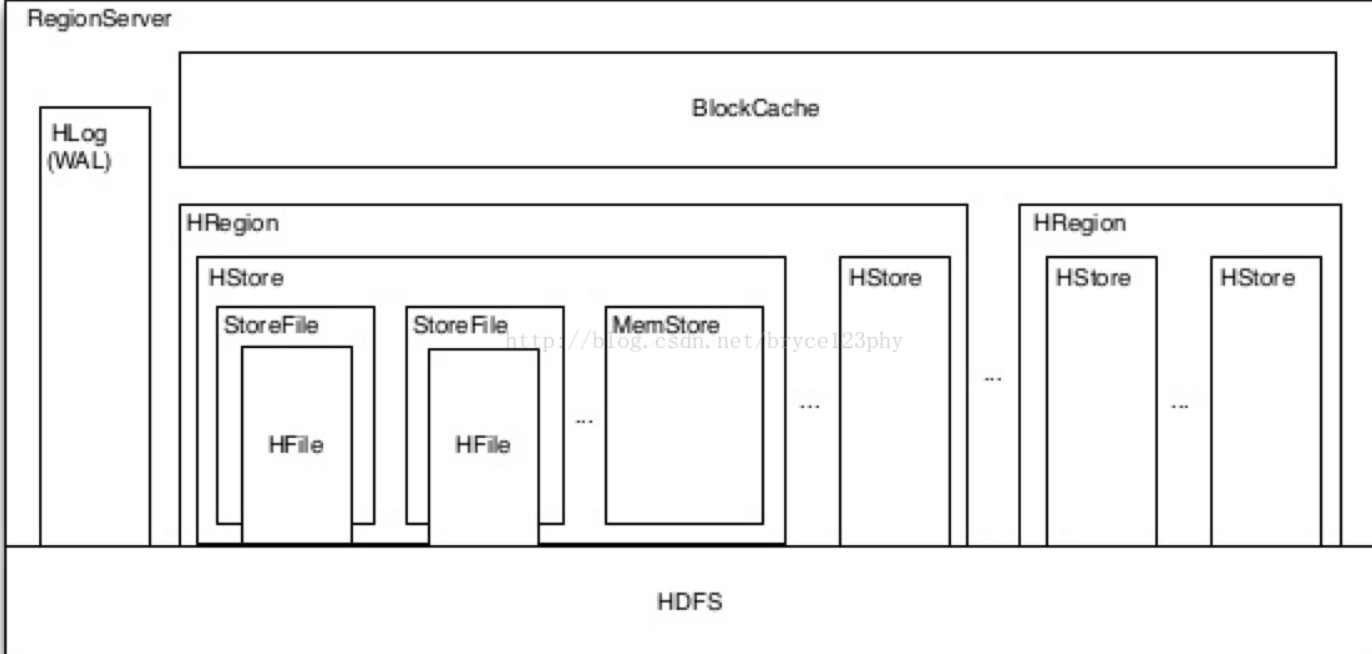 RegionServer
BlockCache
HLog
(WAL)
HRegion
HRegion
HStore
HStore
HStore
HStore
StoreFile
StoreFile
MemStore
http://blog.csdn.net/bryce123phy
...
...
...
...
HFile
HFile
HDFS